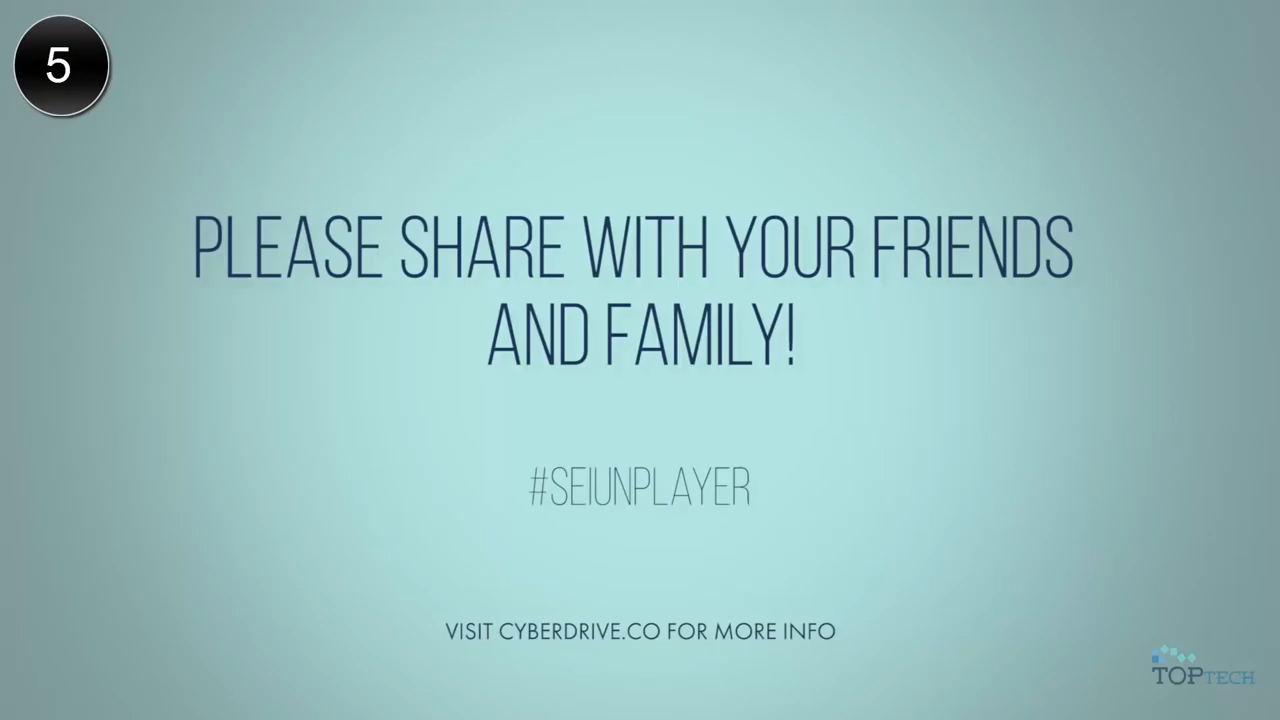 5
PLEASE SHARE WITH YOUR FRIENDS
AND FAMILY!
#SEIUNPLAYER
VISIT CYBERDRIVE.CO FOR MORE INFO
TOPTECH